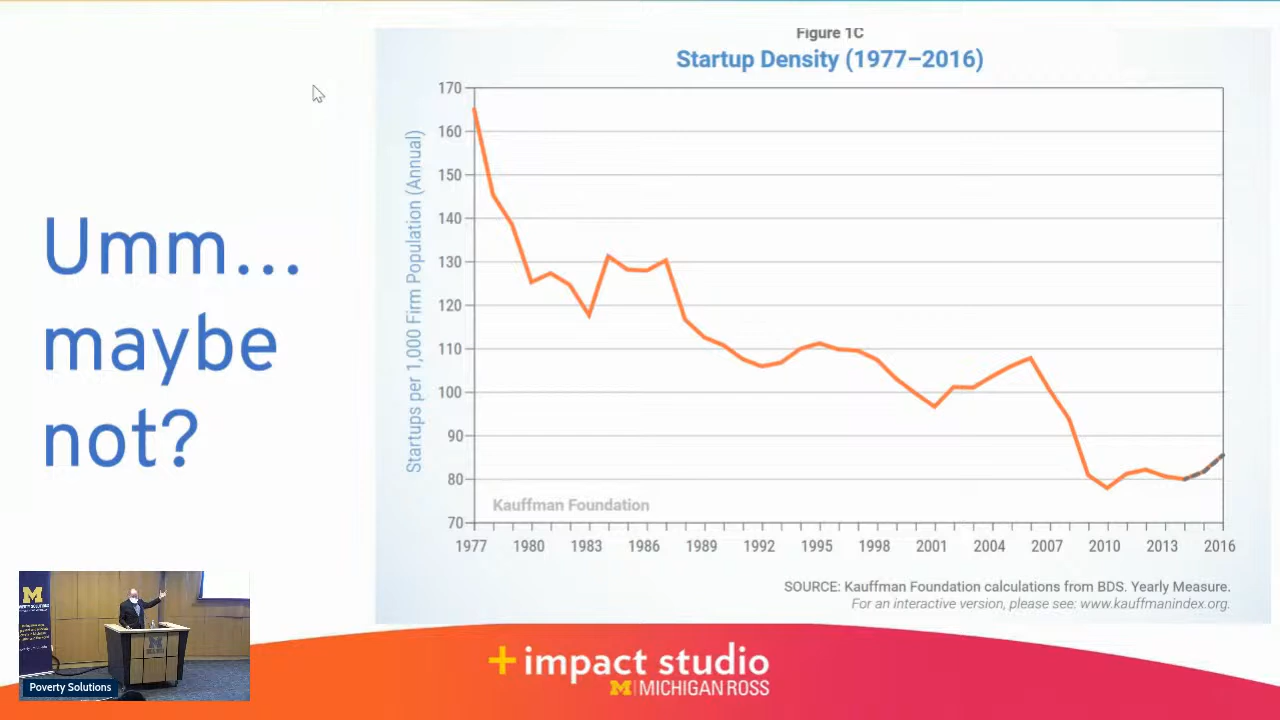 Umm...
maybe
not?
Figure 1C
Startup Density (1977–2016)
Startups per 1,000 Firm Population (Annual)
170
160
150
140
130
120
110
100
90
80
70
Kauffman Foundation
1977 1980 1983 1986 1989 1992 1995 1998 2001 2004 2007 2010 2013 2016
SOURCE: Kauffman Foundation calculations from BDS. Yearly Measure.
For an interactive version, please see: www.kauffmanindex.org.
M
POVERTY SOLUTIONS
M
Poverty Solutions
+ impact studio
M | MICHIGAN ROSS